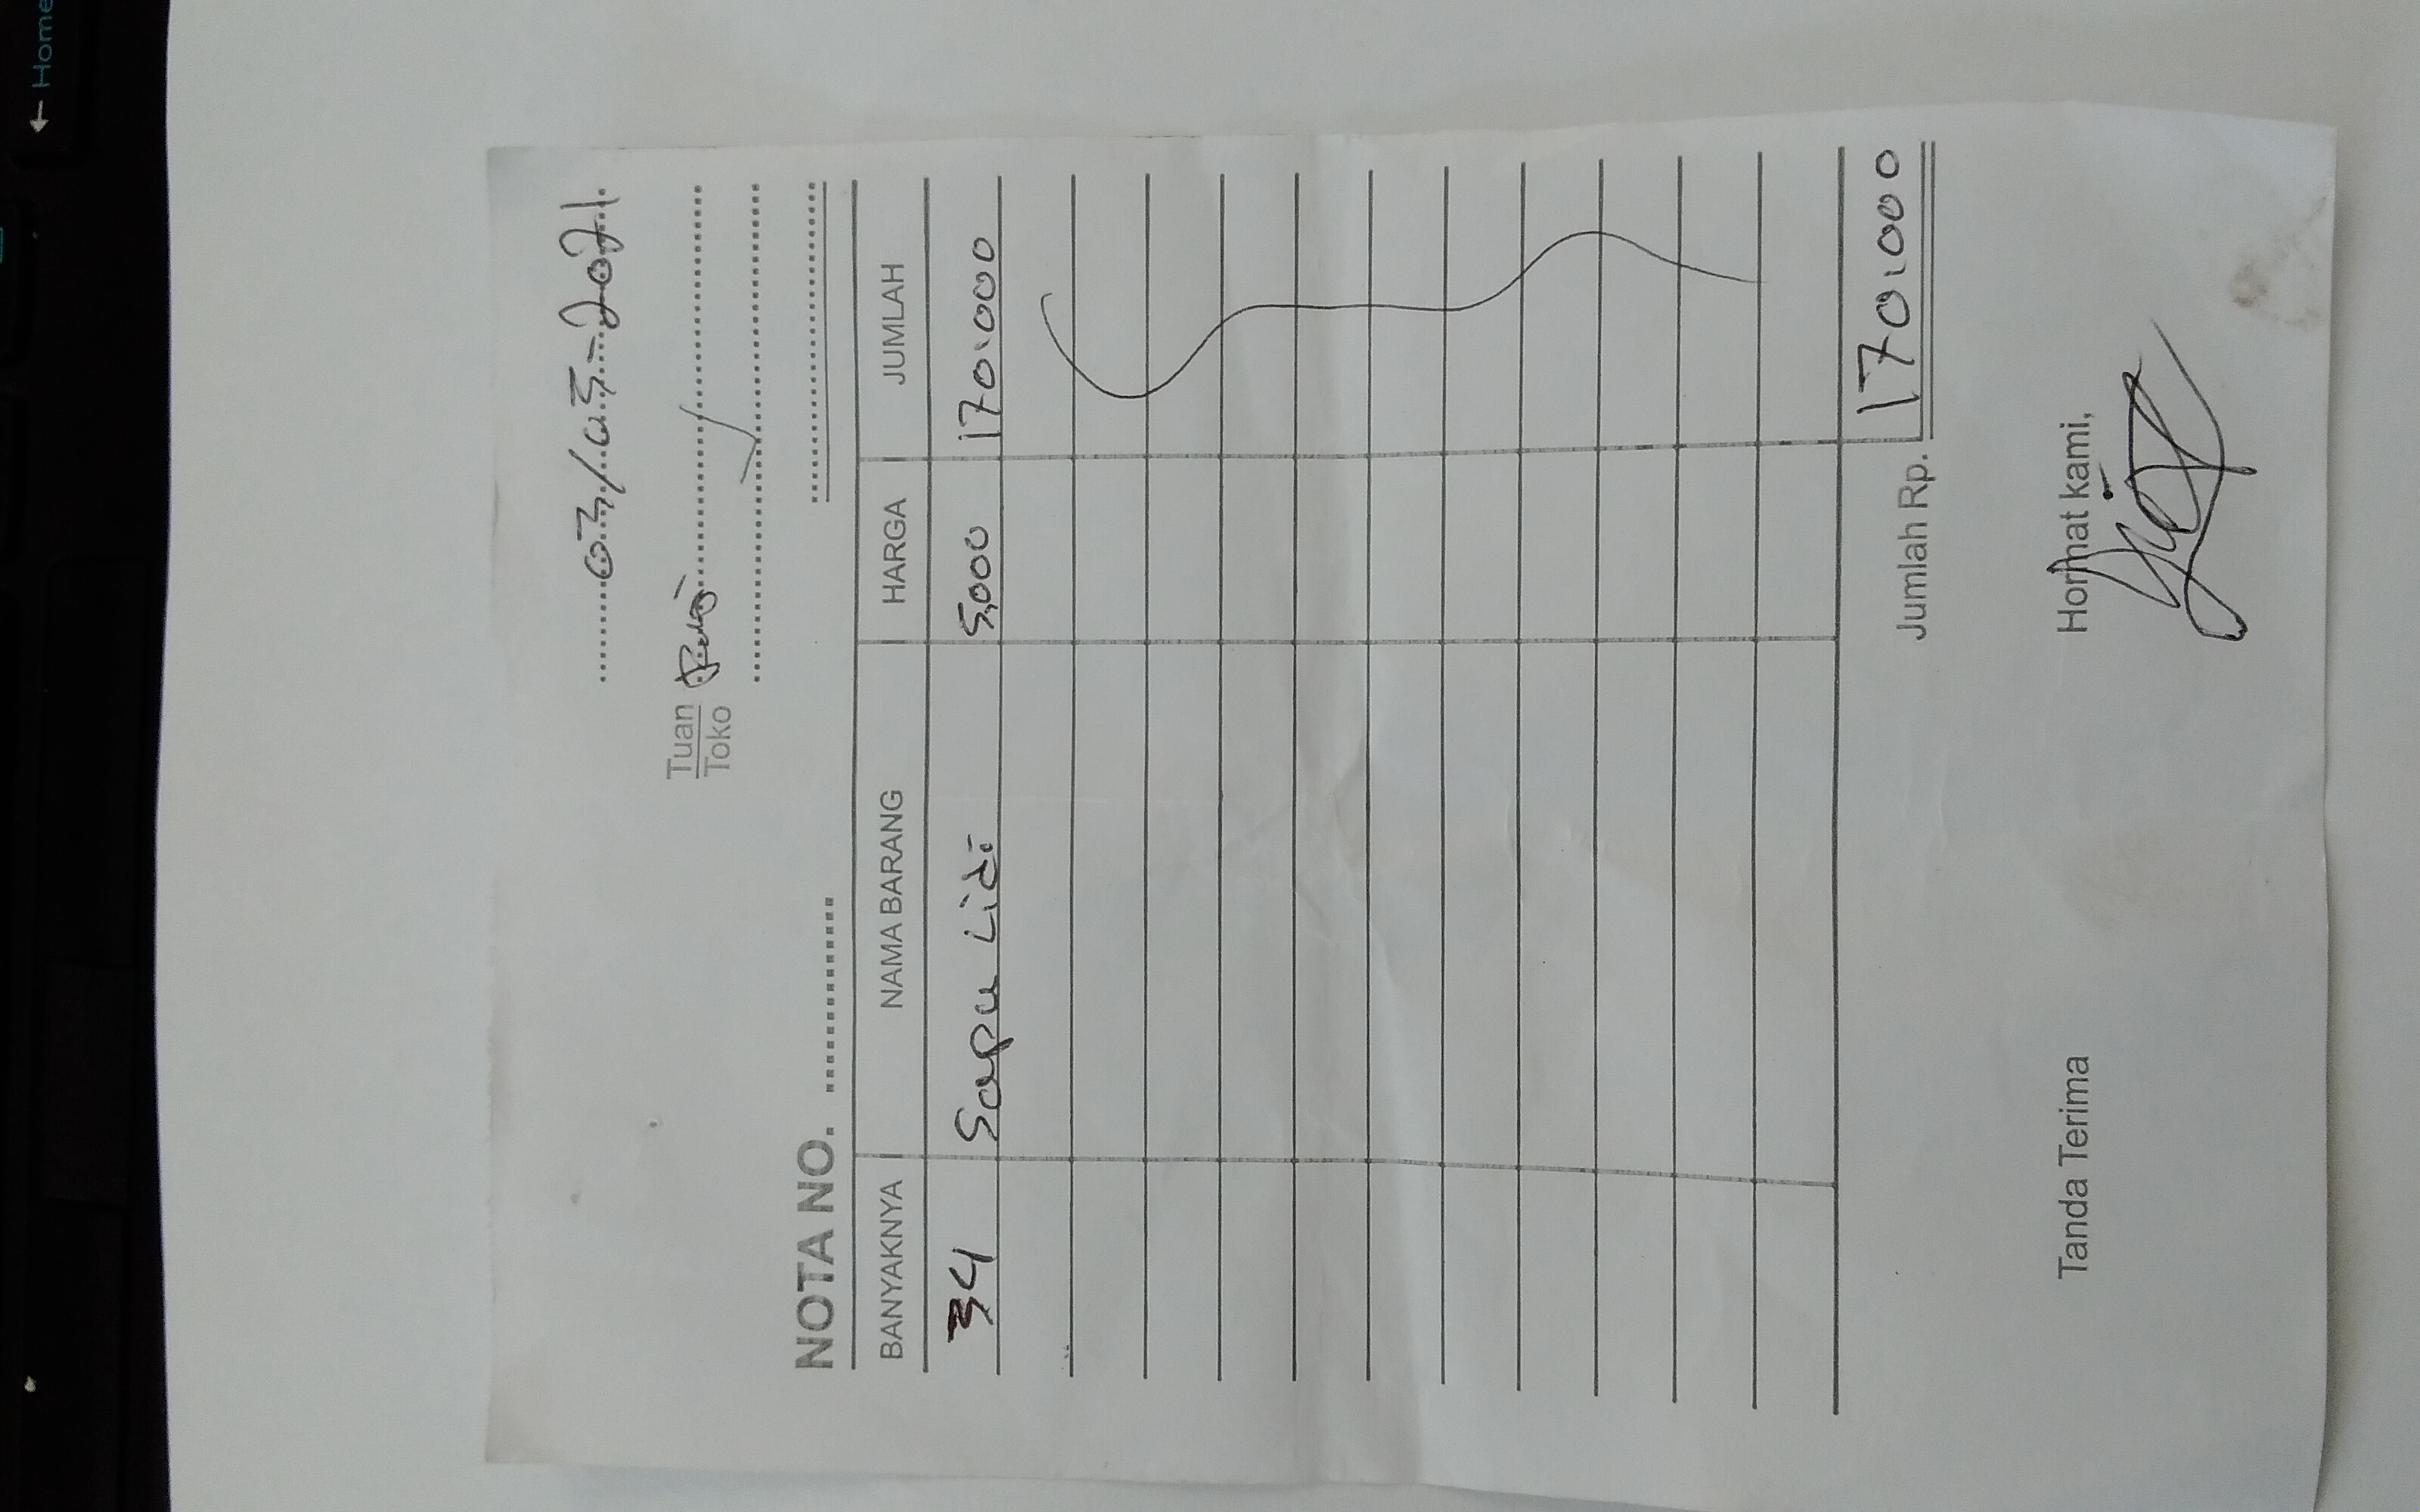 03/03-2021.
Tuan
Toko
NOTA NO.
BANYAKNYA NAMA BARANG HARGA JUMLAH
34 Sapu Lidi 5.000 170.000
Jumlah Rp. 170.000
Tanda Terima Hormat kami,
← Home